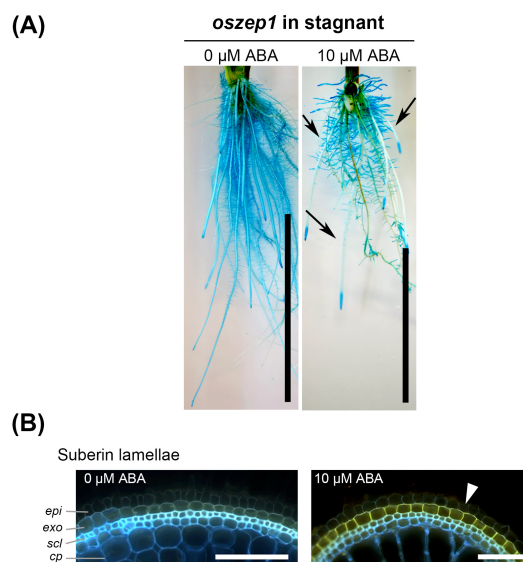 (A)
oszep1 in stagnant
0 µM ABA
10 µM ABA
(B)
Suberin lamellae
0 µM ABA
10 µM ABA
epi
exo
scl
cp